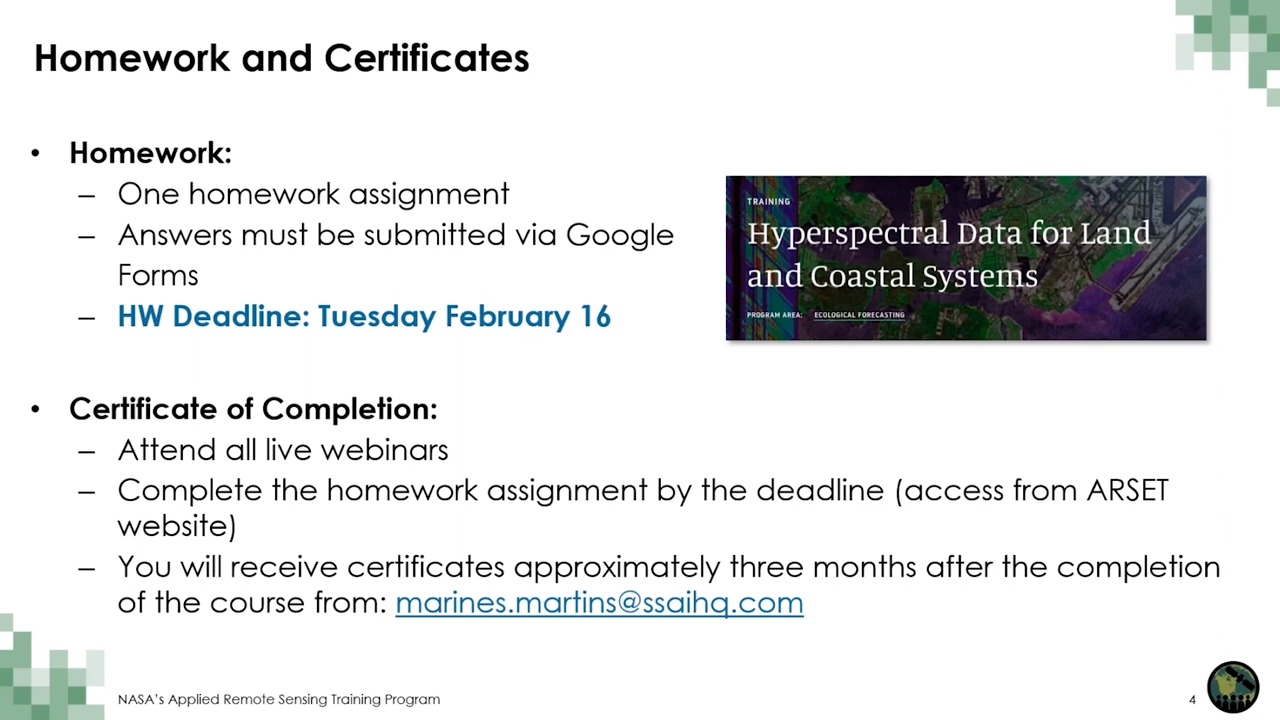 Homework and Certificates
• Homework:
– One homework assignment
– Answers must be submitted via Google
Forms
– HW Deadline: Tuesday February 16
TRAINING
Hyperspectral Data for Land
and Coastal Systems
PROGRAM AREA: ECOLOGICAL FORECASTING
• Certificate of Completion:
– Attend all live webinars
– Complete the homework assignment by the deadline (access from ARSET
website)
– You will receive certificates approximately three months after the completion
of the course from: marines.martins@ssaihq.com
NASA's Applied Remote Sensing Training Program
4